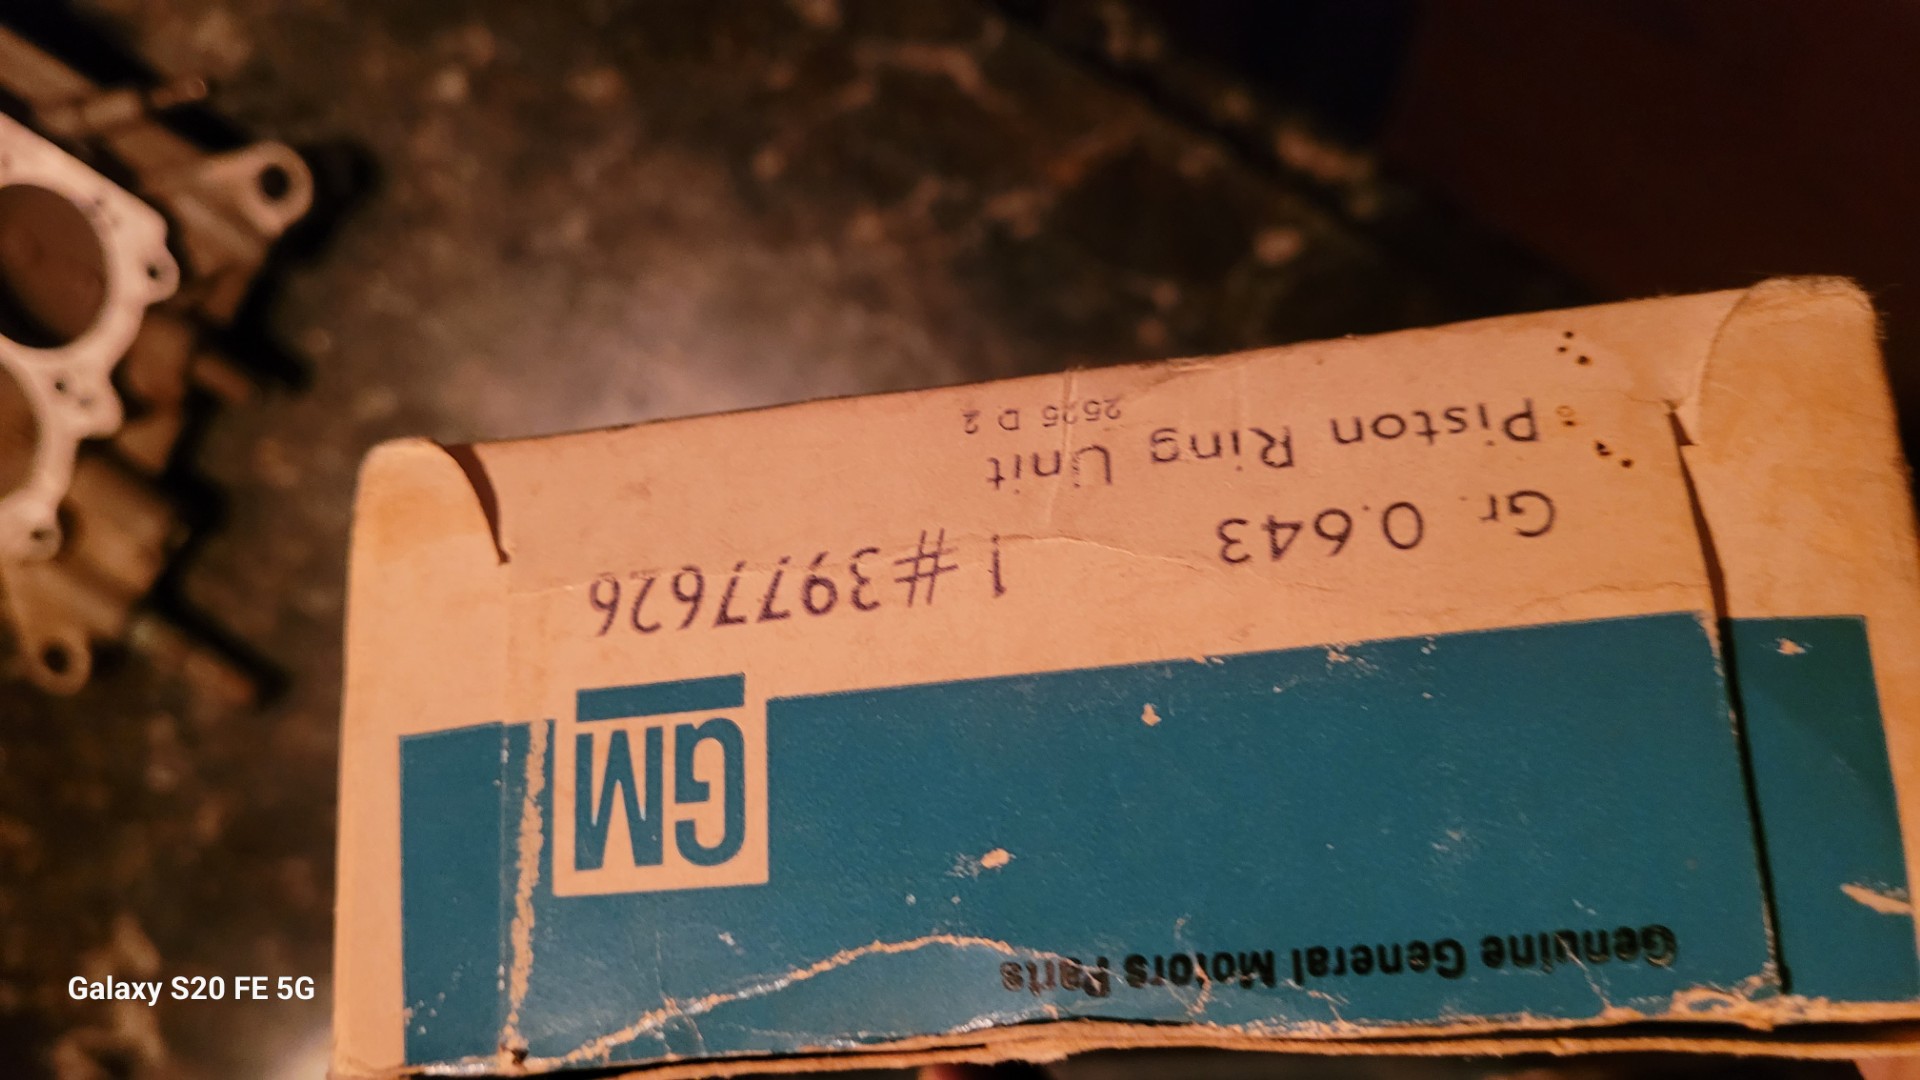 Genuine General Motors Parts
GM
Gr. 0.643 1 #3977626
Piston Ring Unit
2525 D 2
Galaxy S20 FE 5G